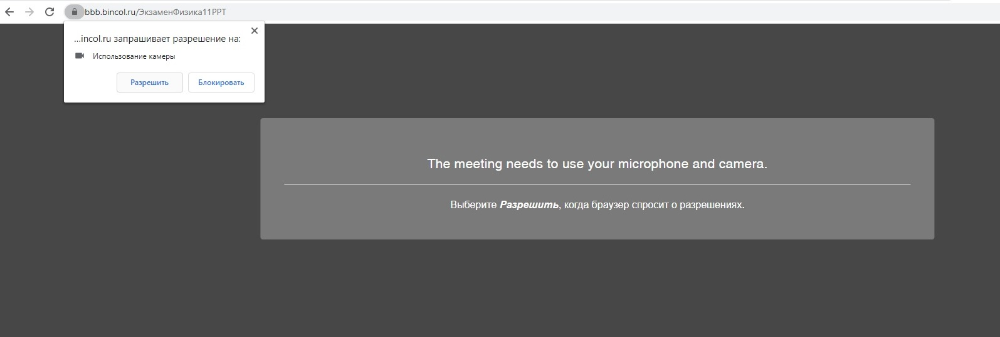 bbb.bincol.ru/ЭкзаменФизика11РРТ
...incol.ru запрашивает разрешение на:
Использование камеры
Разрешить
Блокировать
The meeting needs to use your microphone and camera.
Выберите Разрешить, когда браузер спросит о разрешениях.